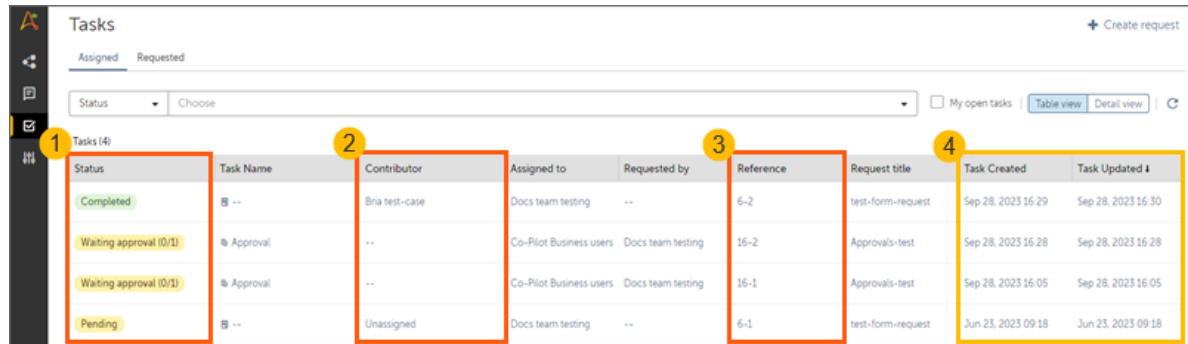 Tasks
+ Create request
Assigned Requested
Status Choose My open tasks Table view Detail view
1 2 3 4
Tasks (4)
Status Task Name Contributor Assigned to Requested by Reference Request title Task Created Task Updated ⬇
Completed -- Bria test-case Docs team testing -- 6-2 test-form-request Sep 28, 2023 16:29 Sep 28, 2023 16:30
Waiting approval (0/1) Approval -- Co-Pilot Business users Docs team testing 16-2 Approvals-test Sep 28, 2023 16:28 Sep 28, 2023 16:28
Waiting approval (0/1) Approval -- Co-Pilot Business users Docs team testing 16-1 Approvals-test Sep 28, 2023 16:05 Sep 28, 2023 16:05
Pending -- Unassigned Docs team testing -- 6-1 test-form-request Jun 23, 2023 09:18 Jun 23, 2023 09:18